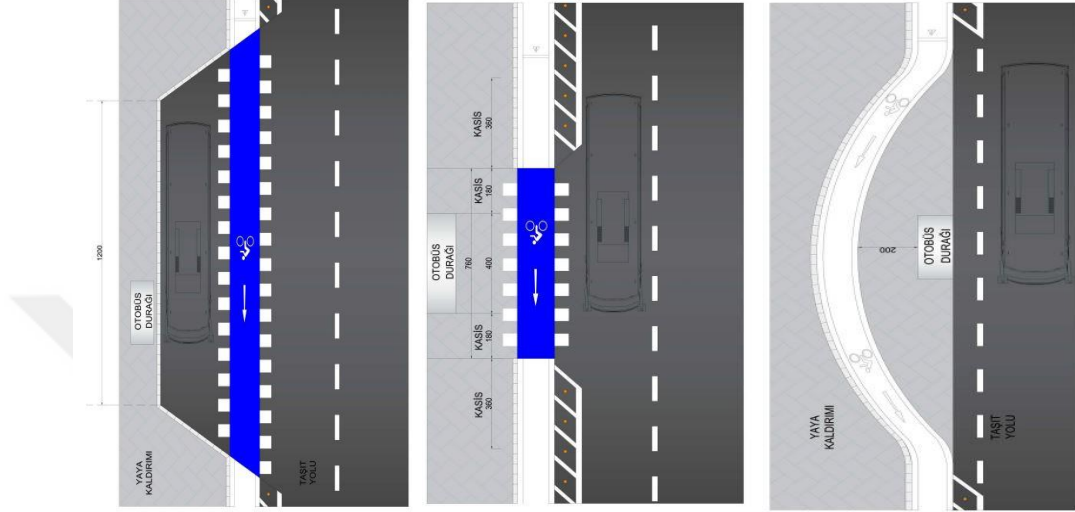 1200
OTOBÜS
DURAĞI
YAYA
KALDIRIMI
TAŞIT
YOLU
OTOBÜS
DURAĞI
KASİS
360
KASİS
180
760
400
KASİS
180
KASİS
360
200
OTOBÜS
DURAĞI
YAYA
KALDIRIMI
TAŞIT
YOLU